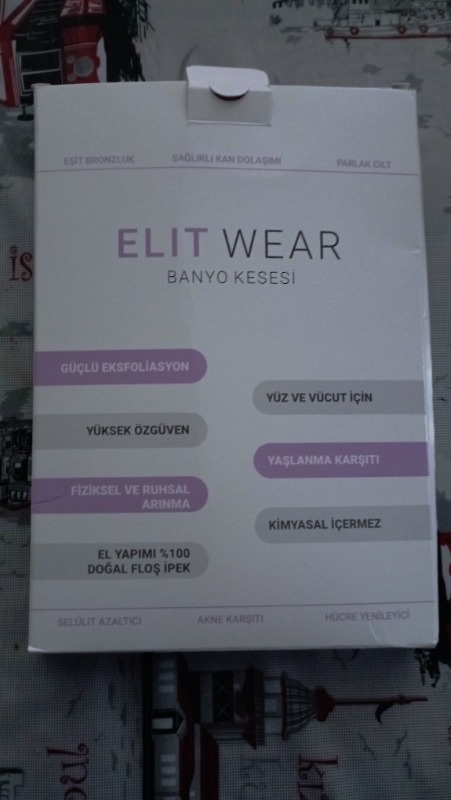 EŞİT BRONZLUK SAĞLIKLI KAN DOLAŞIMI PARLAK CİLT
ELIT WEAR
BANYO KESESİ
GÜÇLÜ EKSFOLİASYON
YÜZ VE VÜCUT İÇİN
YÜKSEK ÖZGÜVEN
YAŞLANMA KARŞITI
FİZİKSEL VE RUHSAL
ARINMA
KİMYASAL İÇERMEZ
EL YAPIMI %100
DOĞAL FLOŞ İPEK
SELÜLİT AZALTICI AKNE KARŞITI HÜCRE YENİLEYİCİ